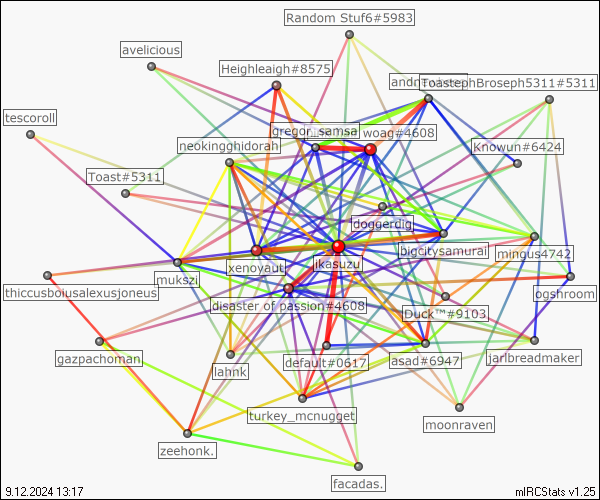 Random Stuf6#5983
avelicious
Heighleaigh#8575
ToastephBroseph5311#5311
tescoroll
gregor_samsa
woag#4608
neokingghidorah
Knowun#6424
Toast#5311
doggerdig
bigcitysamurai
mingus4742
jikasuzu
xenoyaut
mukszi
ogshroom
thiccusboiusalexusjoneus
disaster of passion#4608
Duck™#9103
gazpachoman
lahnk
default#0617
asad#6947
jarlbreadmaker
turkey_mcnugget
moonraven
zeehonk.
facadas.
9.12.2024 13:17
mIRCStats v1.25